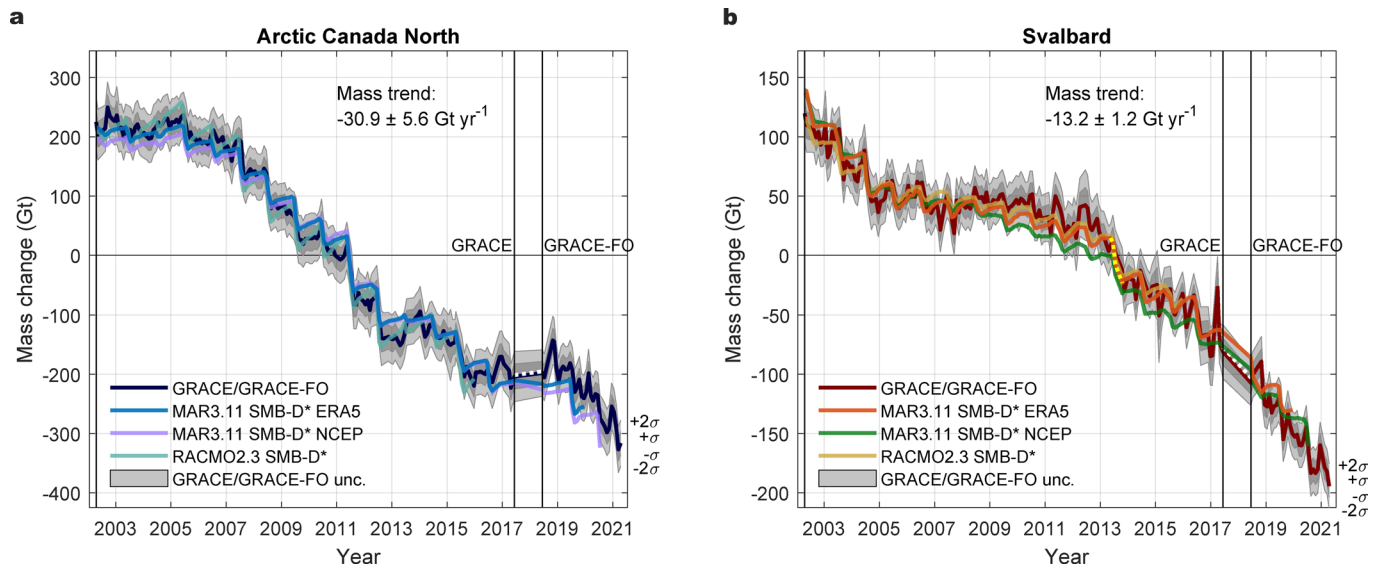 a
Arctic Canada North
Mass change (Gt)
300
200
100
0
-100
-200
-300
-400
Mass trend:
-30.9 ± 5.6 Gt yr-1
GRACE
GRACE-FO
GRACE/GRACE-FO
MAR3.11 SMB-D* ERA5
MAR3.11 SMB-D* NCEP
RACMO2.3 SMB-D*
GRACE/GRACE-FO unc.
+2σ
+σ
-σ
-2σ
2003 2005 2007 2009 2011 2013 2015 2017 2019 2021
Year
b
Svalbard
Mass change (Gt)
150
100
50
0
-50
-100
-150
-200
Mass trend:
-13.2 ± 1.2 Gt yr-1
GRACE
GRACE-FO
GRACE/GRACE-FO
MAR3.11 SMB-D* ERA5
MAR3.11 SMB-D* NCEP
RACMO2.3 SMB-D*
GRACE/GRACE-FO unc.
+2σ
+σ
-σ
-2σ
2003 2005 2007 2009 2011 2013 2015 2017 2019 2021
Year